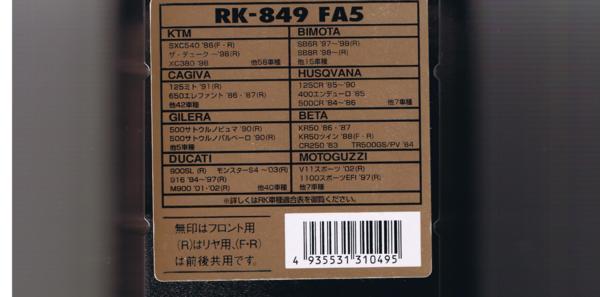 RK-849 FA5
KTM
SXC540 '86(F・R)
ザ・デューク ～'98(R)
XC380 '98 他56車種
BIMOTA
SB6R '97～'98(R)
SB8R '98～(R)
他15車種
CAGIVA
125ミト '91(R)
650エレファント '86・'87(R)
他42車種
HUSQVANA
125CR '85～'90
400エンデューロ '85
500CR '84～'86 他7車種
GILERA
500サトウルノピュマ '90(R)
500サトウルノバルベーロ '90(R)
他5車種
BETA
KR50 '86・'87
KR50ツイン '88(F・R)
CR250 '83 TR500GS/PV '84
DUCATI
900SL (R) モンスターS4 ～'03(R)
916 '94～'97(R)
M900 '01・'02(R) 他40車種
MOTOGUZZI
V11スポーツ '02(R)
1100スポーツEFI '97(R)
他7車種
※詳しくはRK車種適合表を御覧ください。
無印はフロント用
(R)はリヤ用、(F・R)
は前後共用です。
4 935531 310495